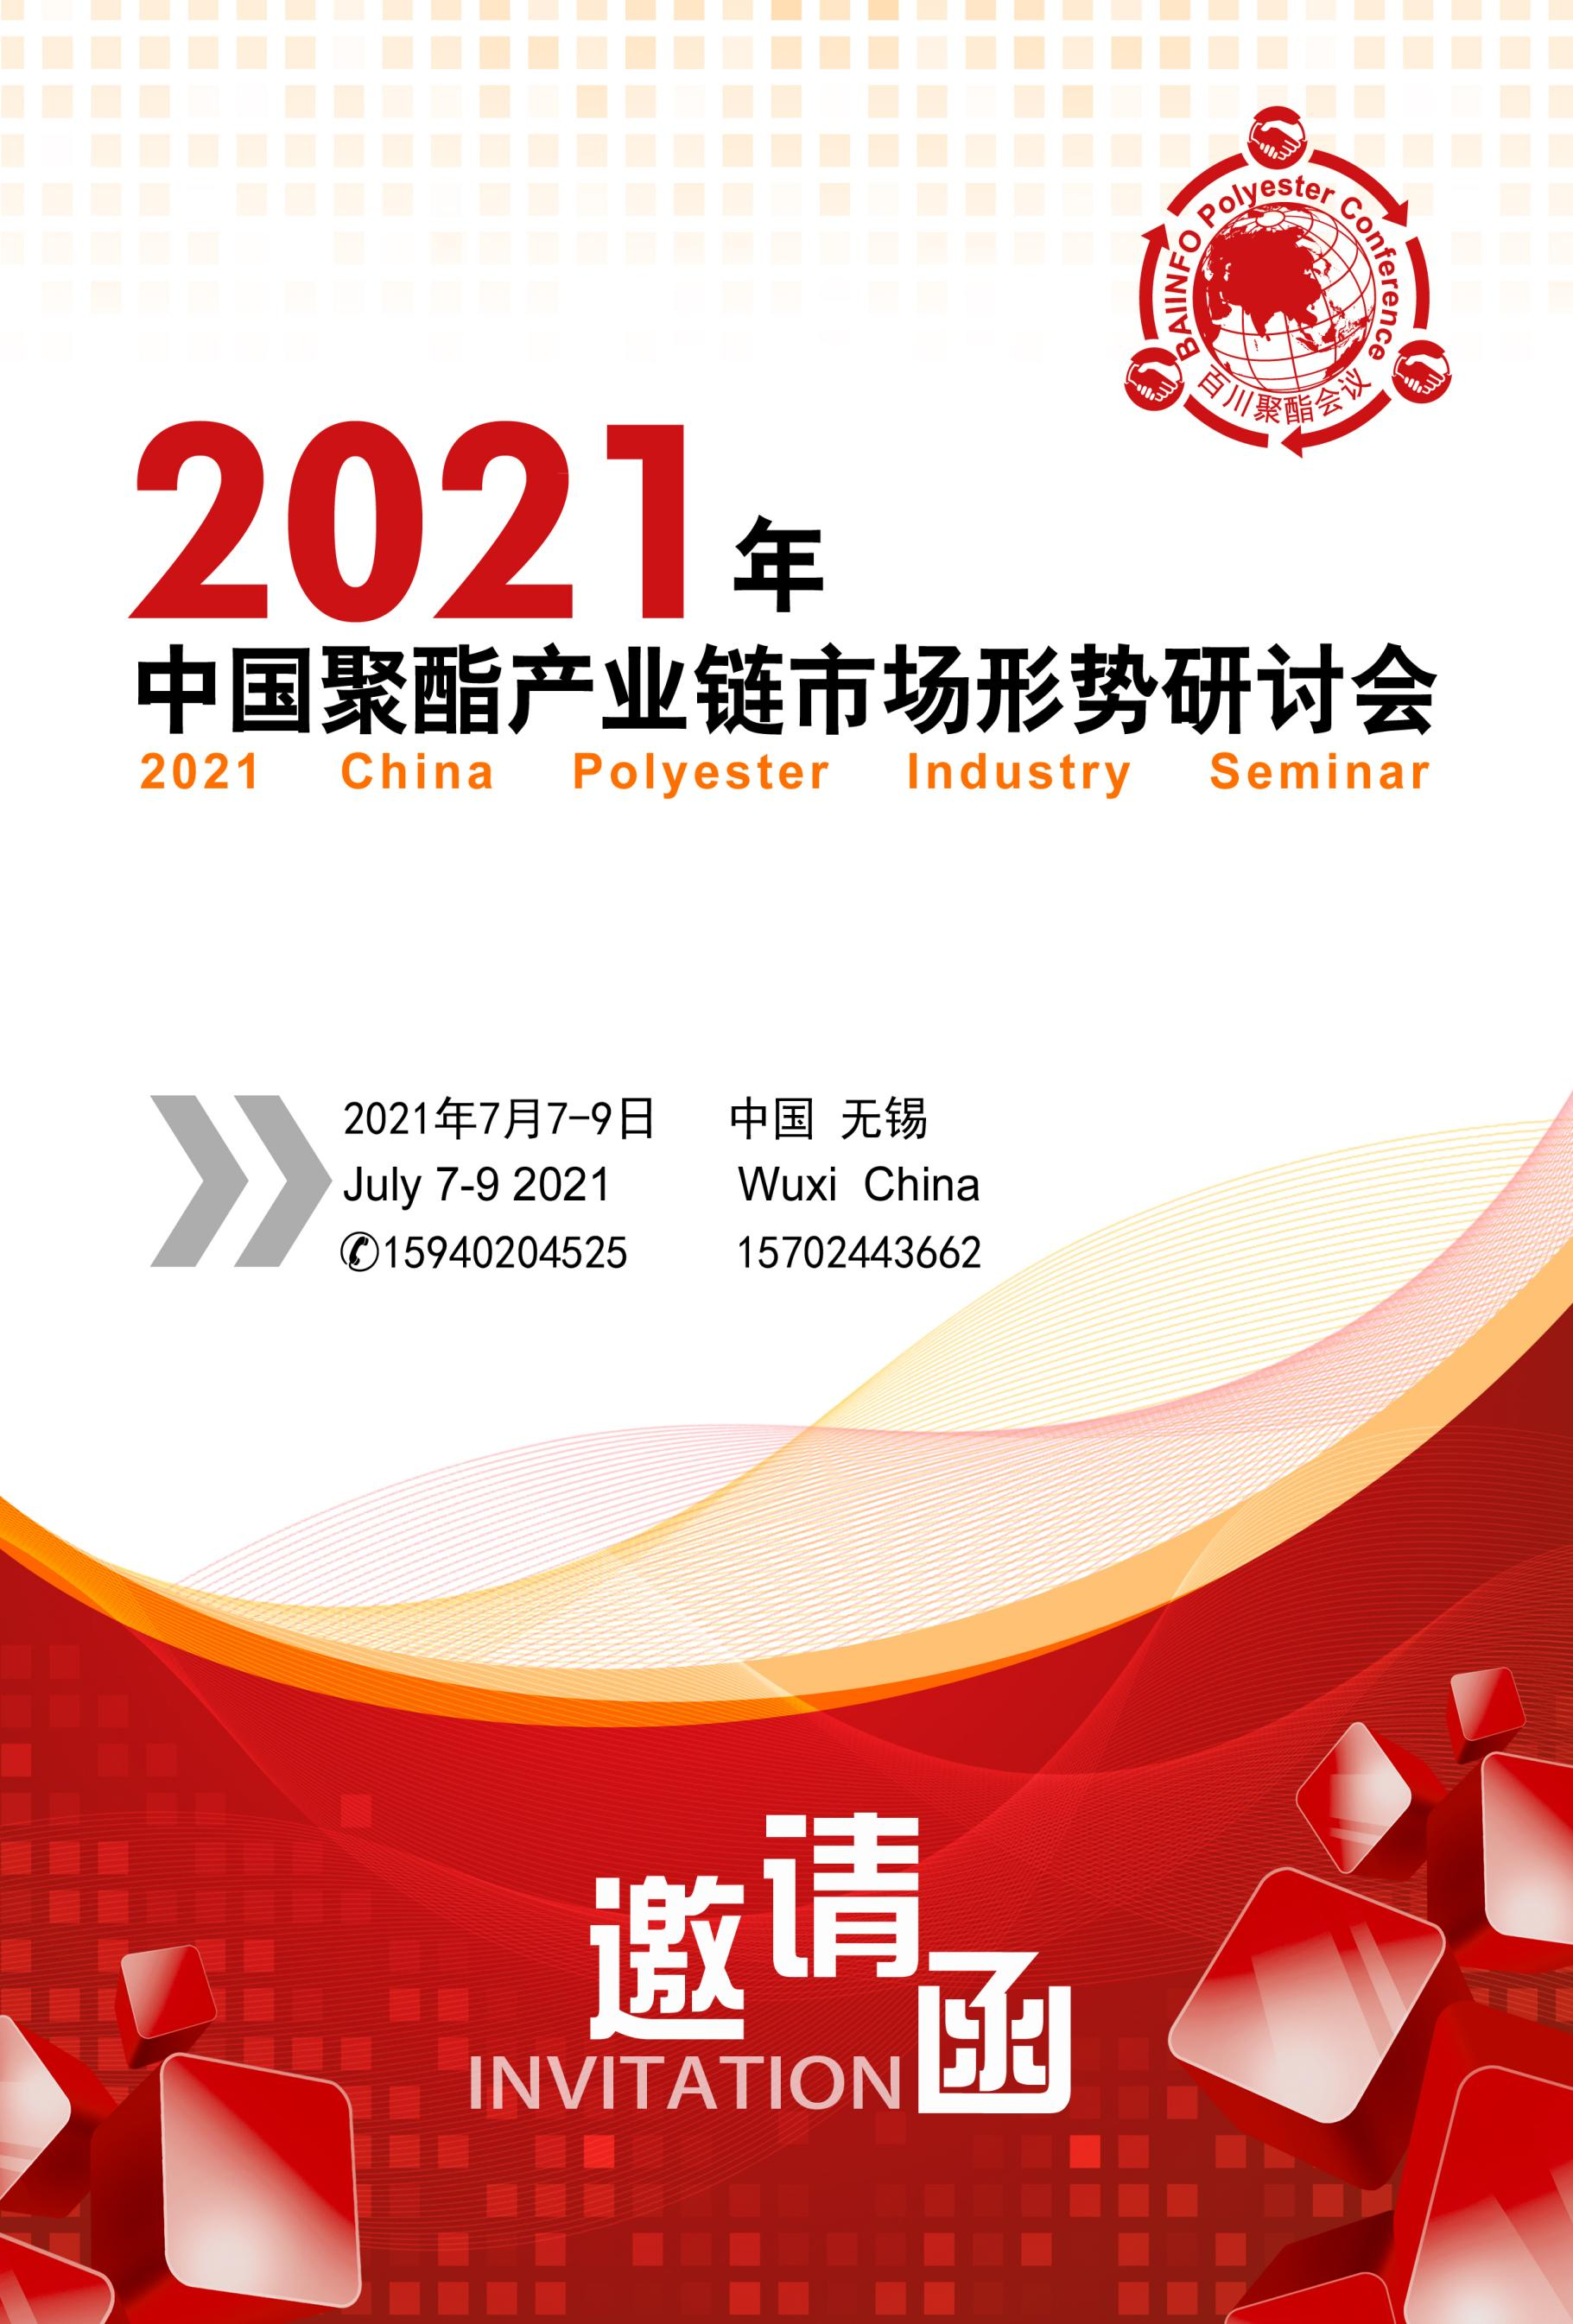 BAIINFO Polyester Conference
百川聚酯会议
2021年
中国聚酯产业链市场形势研讨会
2021 China Polyester Industry Seminar
2021年7月7-9日 中国 无锡
July 7-9 2021 Wuxi China
✆15940204525 15702443662
邀请函
INVITATION